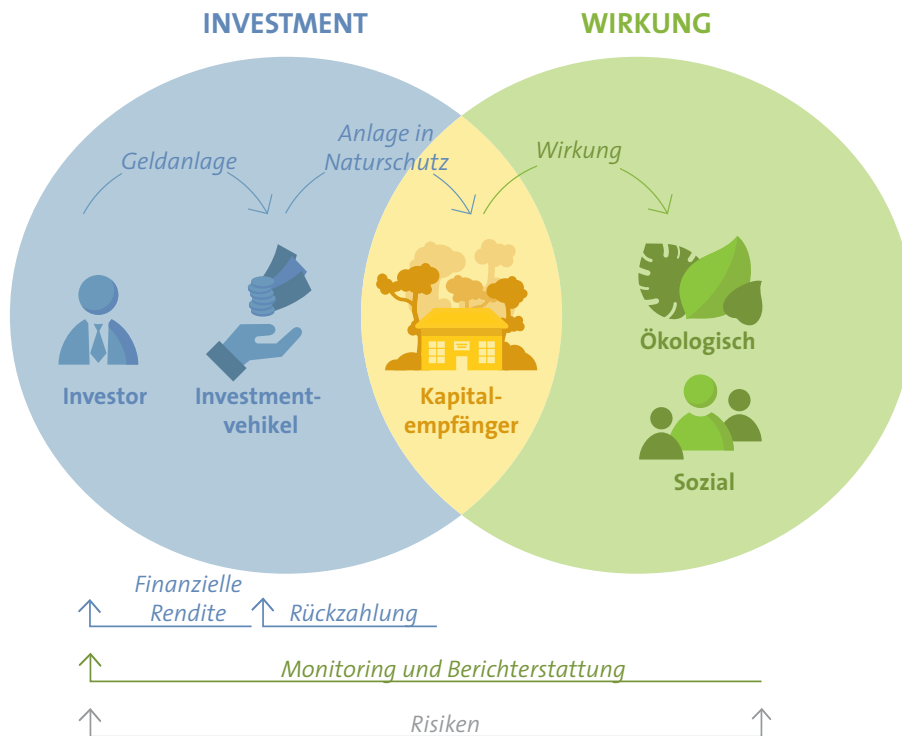 INVESTMENT
WIRKUNG
Geldanlage
Anlage in
Naturschutz
Wirkung
Investor
Investment-
vehikel
Kapital-
empfänger
Ökologisch
Sozial
Finanzielle
Rendite
Rückzahlung
Monitoring und Berichterstattung
Risiken